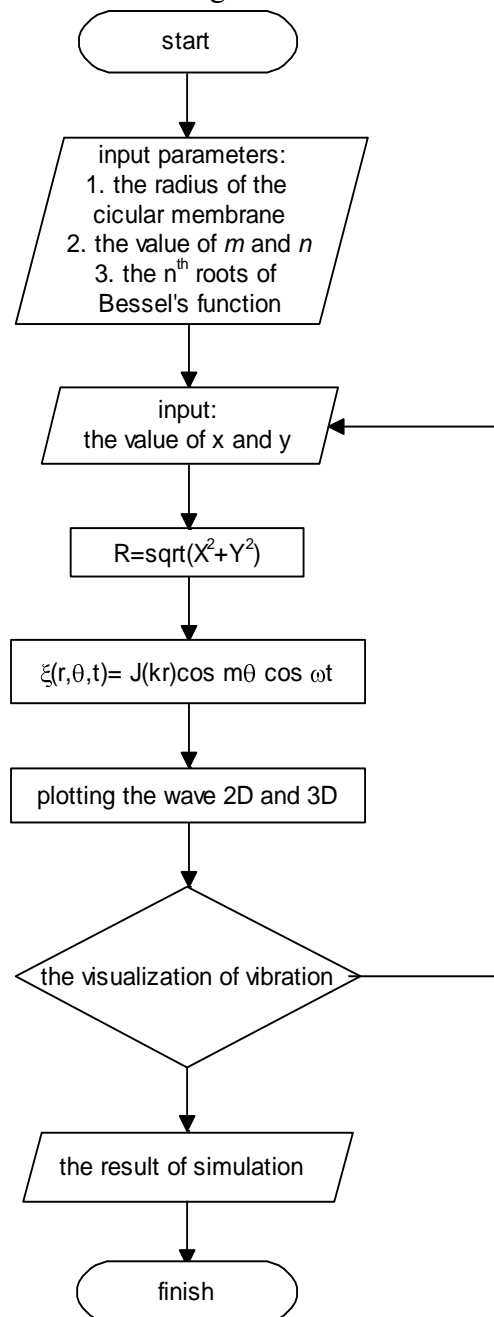 start
input parameters:
1. the radius of the
cicular membrane
2. the value of m and n
3. the nth roots of
Bessel's function
input:
the value of x and y
R=sqrt(X²+Y²)
ξ(r,θ,t)= J(kr)cos mθ cos ωt
plotting the wave 2D and 3D
the visualization of vibration
the result of simulation
finish